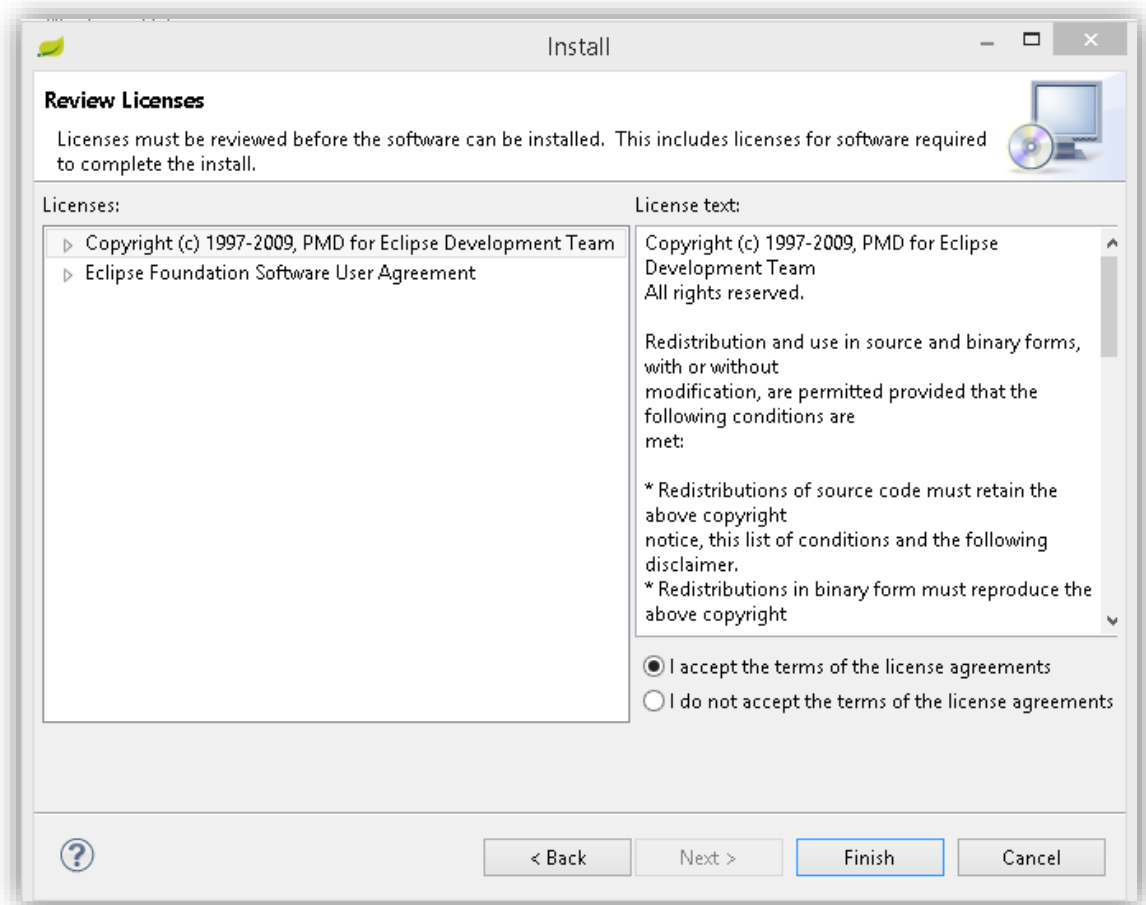 Install
Review Licenses
Licenses must be reviewed before the software can be installed.  This includes licenses for software required
to complete the install.
Licenses:
Copyright (c) 1997-2009, PMD for Eclipse Development Team
Eclipse Foundation Software User Agreement
License text:
Copyright (c) 1997-2009, PMD for Eclipse
Development Team
All rights reserved.
Redistribution and use in source and binary forms,
with or without
modification, are permitted provided that the
following conditions are
met:
* Redistributions of source code must retain the
above copyright
notice, this list of conditions and the following
disclaimer.
* Redistributions in binary form must reproduce the
above copyright
I accept the terms of the license agreements
I do not accept the terms of the license agreements
?
< Back
Next >
Finish
Cancel